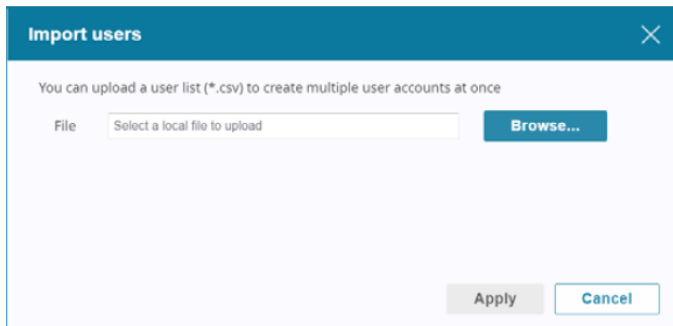 Import users
You can upload a user list (*.csv) to create multiple user accounts at once
File Select a local file to upload Browse...
Apply Cancel